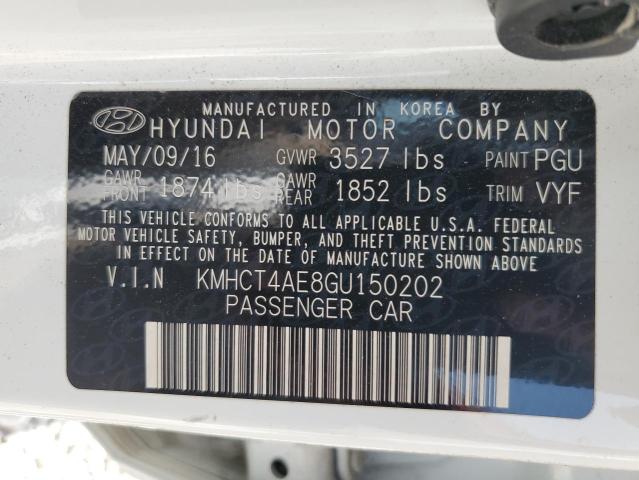 MANUFACTURED IN KOREA BY
HYUNDAI MOTOR COMPANY
MAY/09/16 GVWR 3527 lbs PAINT PGU
GAWR FRONT 1874 lbs GAWR REAR 1852 lbs TRIM VYF
THIS VEHICLE CONFORMS TO ALL APPLICABLE U.S.A. FEDERAL
MOTOR VEHICLE SAFETY, BUMPER, AND THEFT PREVENTION STANDARDS
IN EFFECT ON THE DATE OF MANUFACTURE SHOWN ABOVE.
V.I.N KMHCT4AE8GU150202
PASSENGER CAR